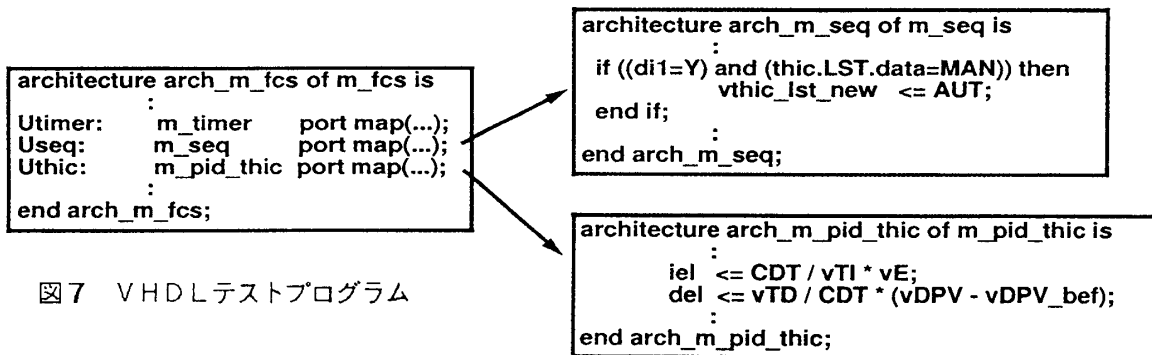 architecture arch_m_fcs of m_fcs is
:
Utimer: m_timer port map(...);
Useq: m_seq port map(...);
Uthic: m_pid_thic port map(...);
:
end arch_m_fcs;
architecture arch_m_seq of m_seq is
:
if ((di1=Y) and (thic.LST.data=MAN)) then
vthic_lst_new <= AUT;
end if;
:
end arch_m_seq;
architecture arch_m_pid_thic of m_pid_thic is
:
iel <= CDT / vTI * vE;
del <= vTD / CDT * (vDPV - vDPV_bef);
:
end arch_m_pid_thic;
図7 VHDLテストプログラム